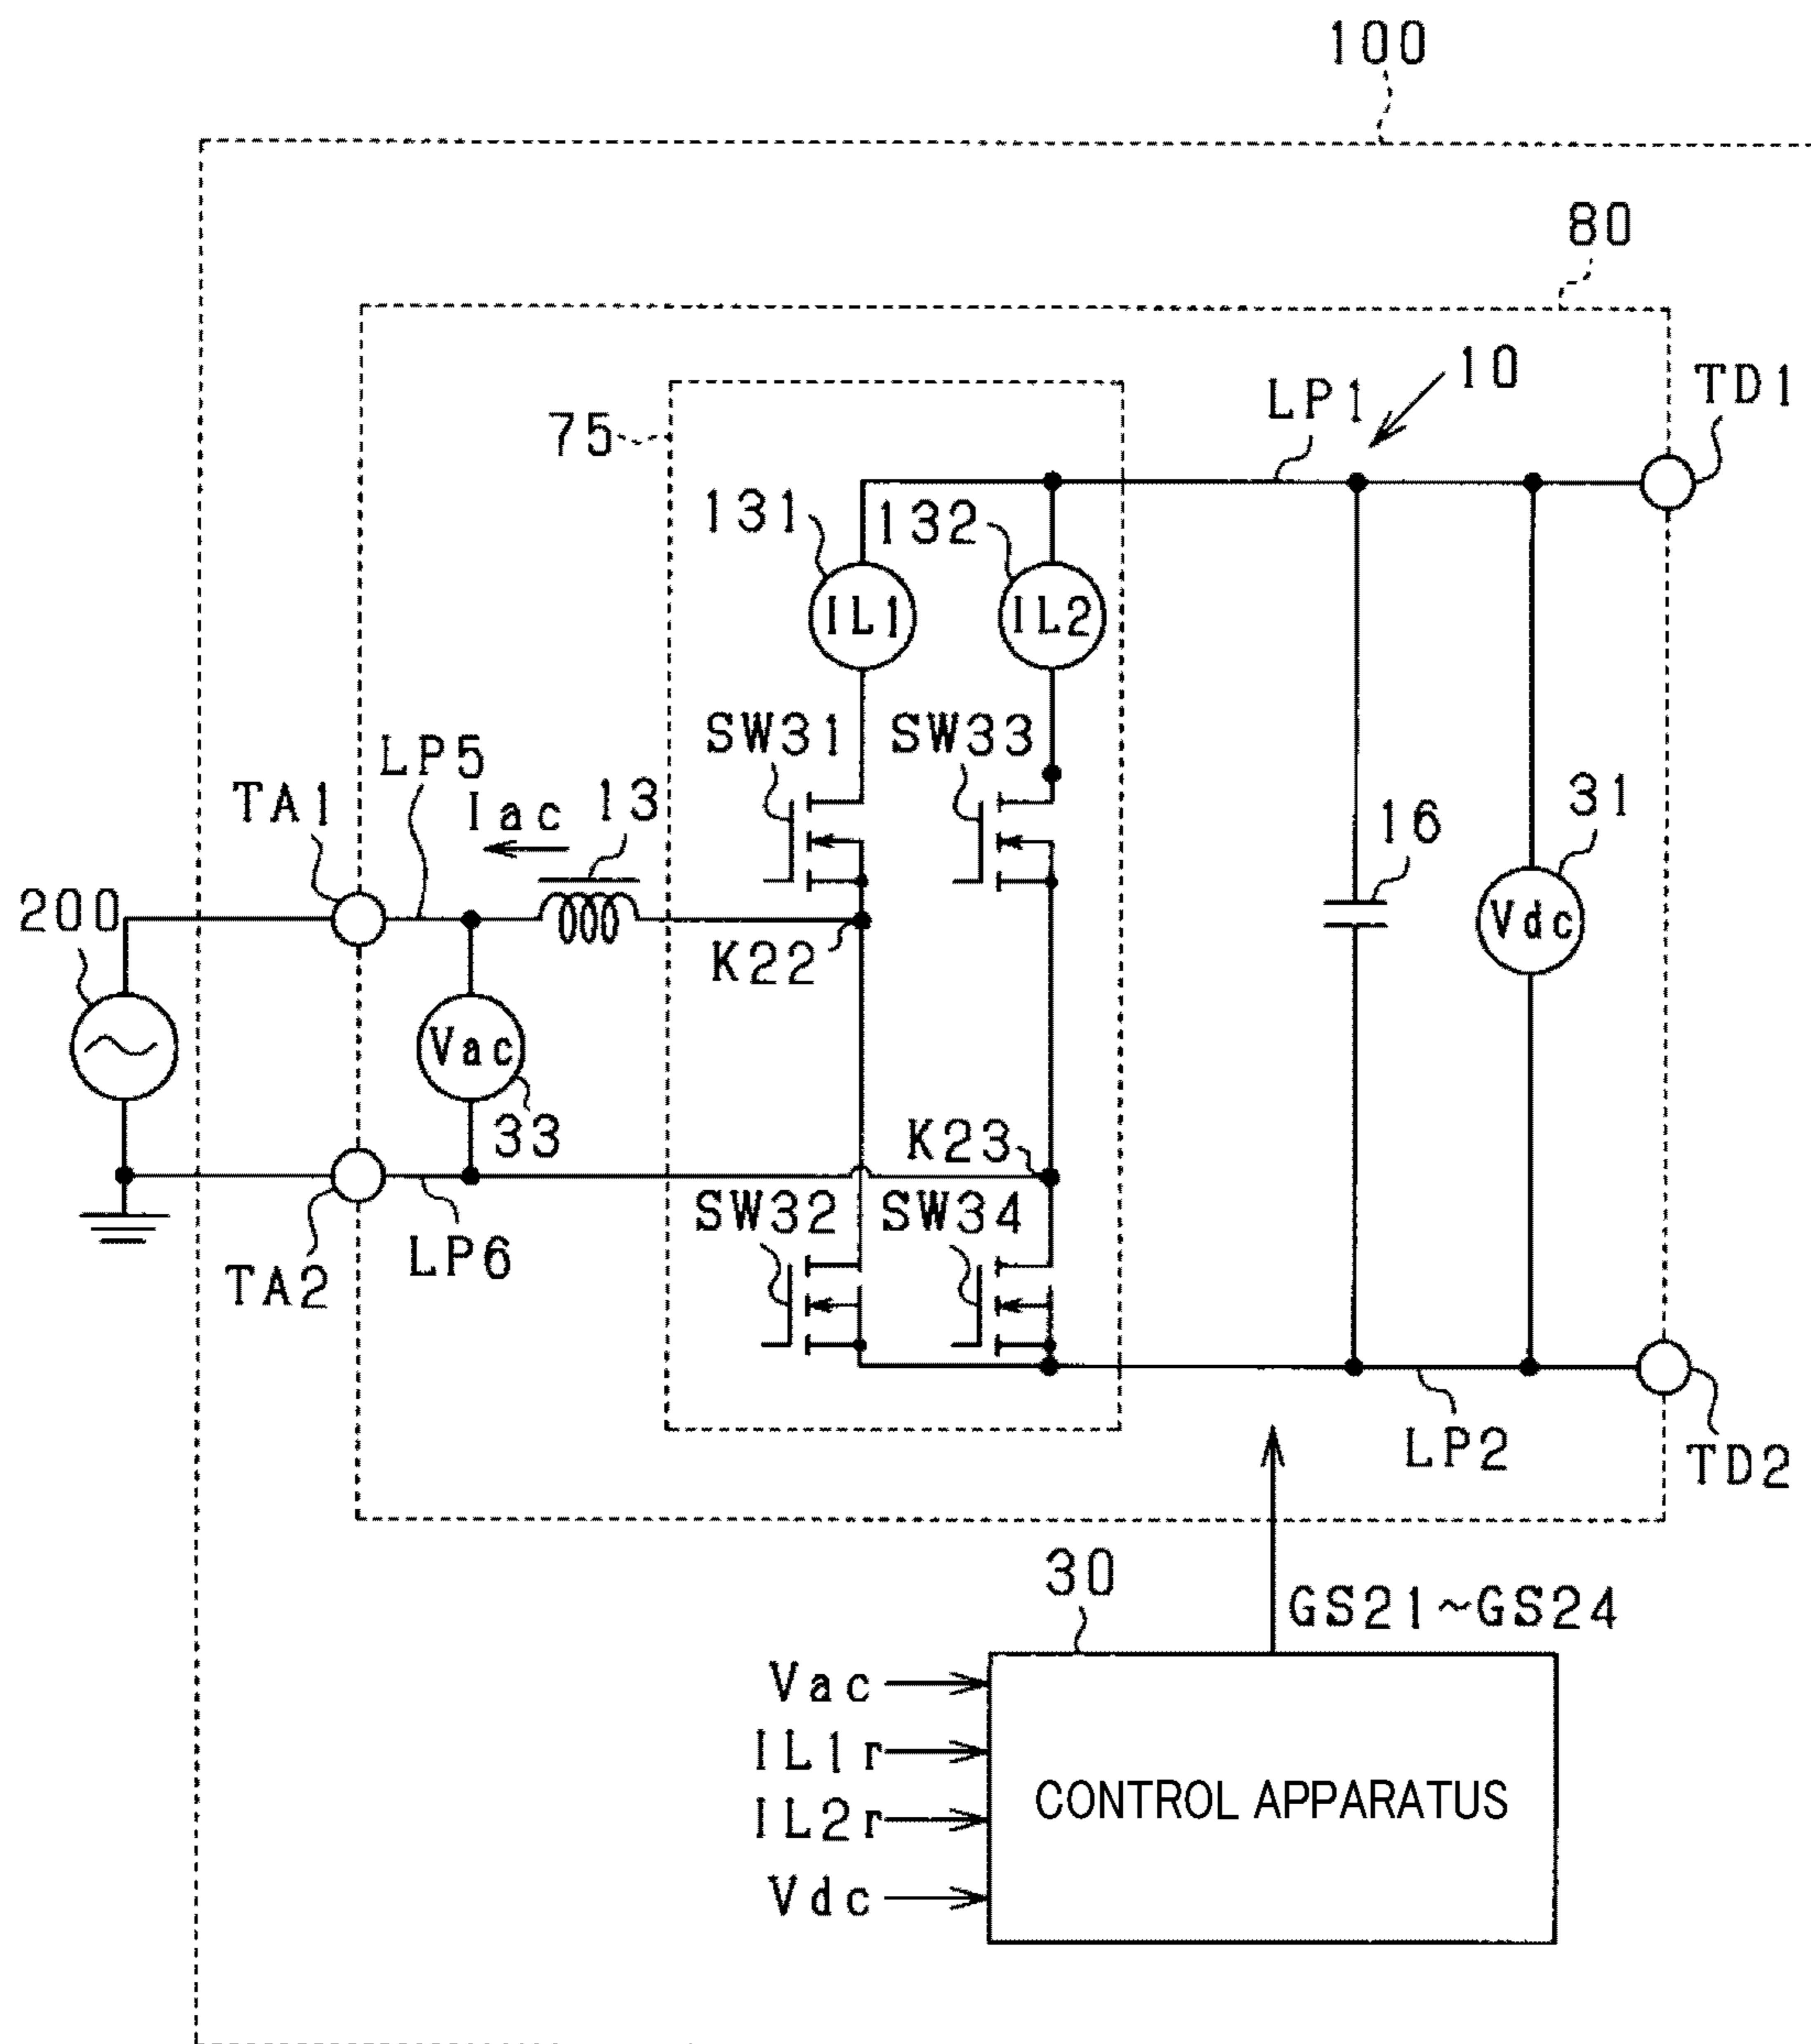 100
80
10
LP1
TD1
75
131
132
IL1
IL2
SW31
SW33
LP5
TA1
Iac
13
16
31
200
K22
Vdc
Vac
33
K23
SW32
SW34
LP6
TA2
LP2
TD2
30
GS21~GS24
Vac
IL1r
IL2r
Vdc
CONTROL APPARATUS